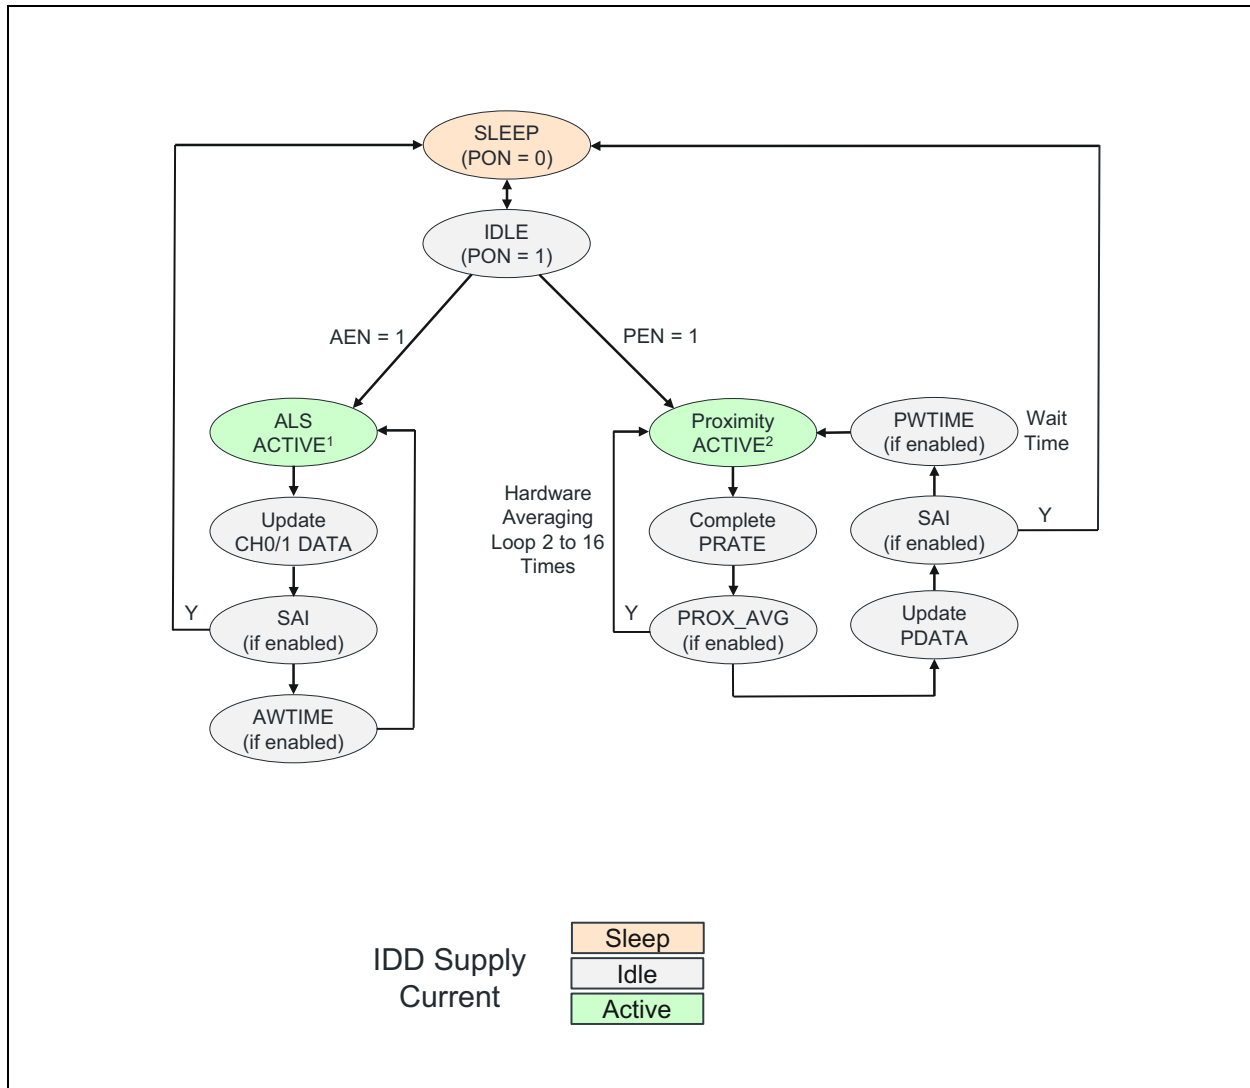 SLEEP
(PON = 0)
IDLE
(PON = 1)
AEN = 1
PEN = 1
ALS
ACTIVE¹
Update
CH0/1 DATA
Y
SAI
(if enabled)
AWTIME
(if enabled)
Hardware
Averaging
Loop 2 to 16
Times
Proximity
ACTIVE²
Complete
PRATE
Y
PROX_AVG
(if enabled)
PWTIME
(if enabled)
Wait
Time
SAI
(if enabled)
Y
Update
PDATA
IDD Supply
Current
Sleep
Idle
Active